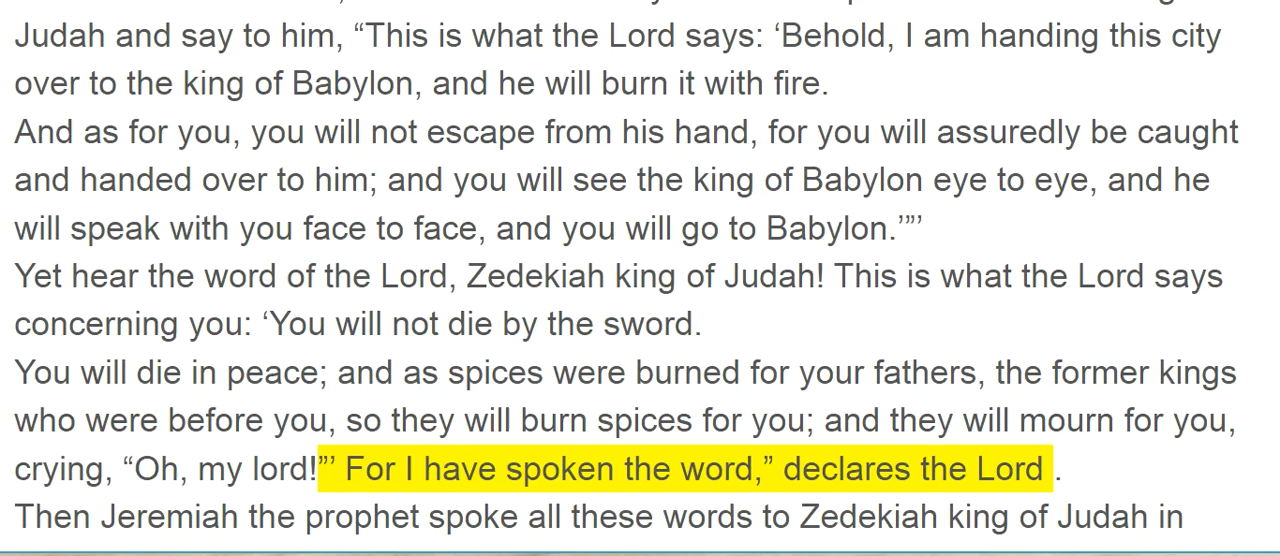 Judah and say to him, “This is what the Lord says: ‘Behold, I am handing this city
over to the king of Babylon, and he will burn it with fire.
And as for you, you will not escape from his hand, for you will assuredly be caught
and handed over to him; and you will see the king of Babylon eye to eye, and he
will speak with you face to face, and you will go to Babylon.’”’
Yet hear the word of the Lord, Zedekiah king of Judah! This is what the Lord says
concerning you: ‘You will not die by the sword.
You will die in peace; and as spices were burned for your fathers, the former kings
who were before you, so they will burn spices for you; and they will mourn for you,
crying, “Oh, my lord!”’ For I have spoken the word,” declares the Lord .
Then Jeremiah the prophet spoke all these words to Zedekiah king of Judah in